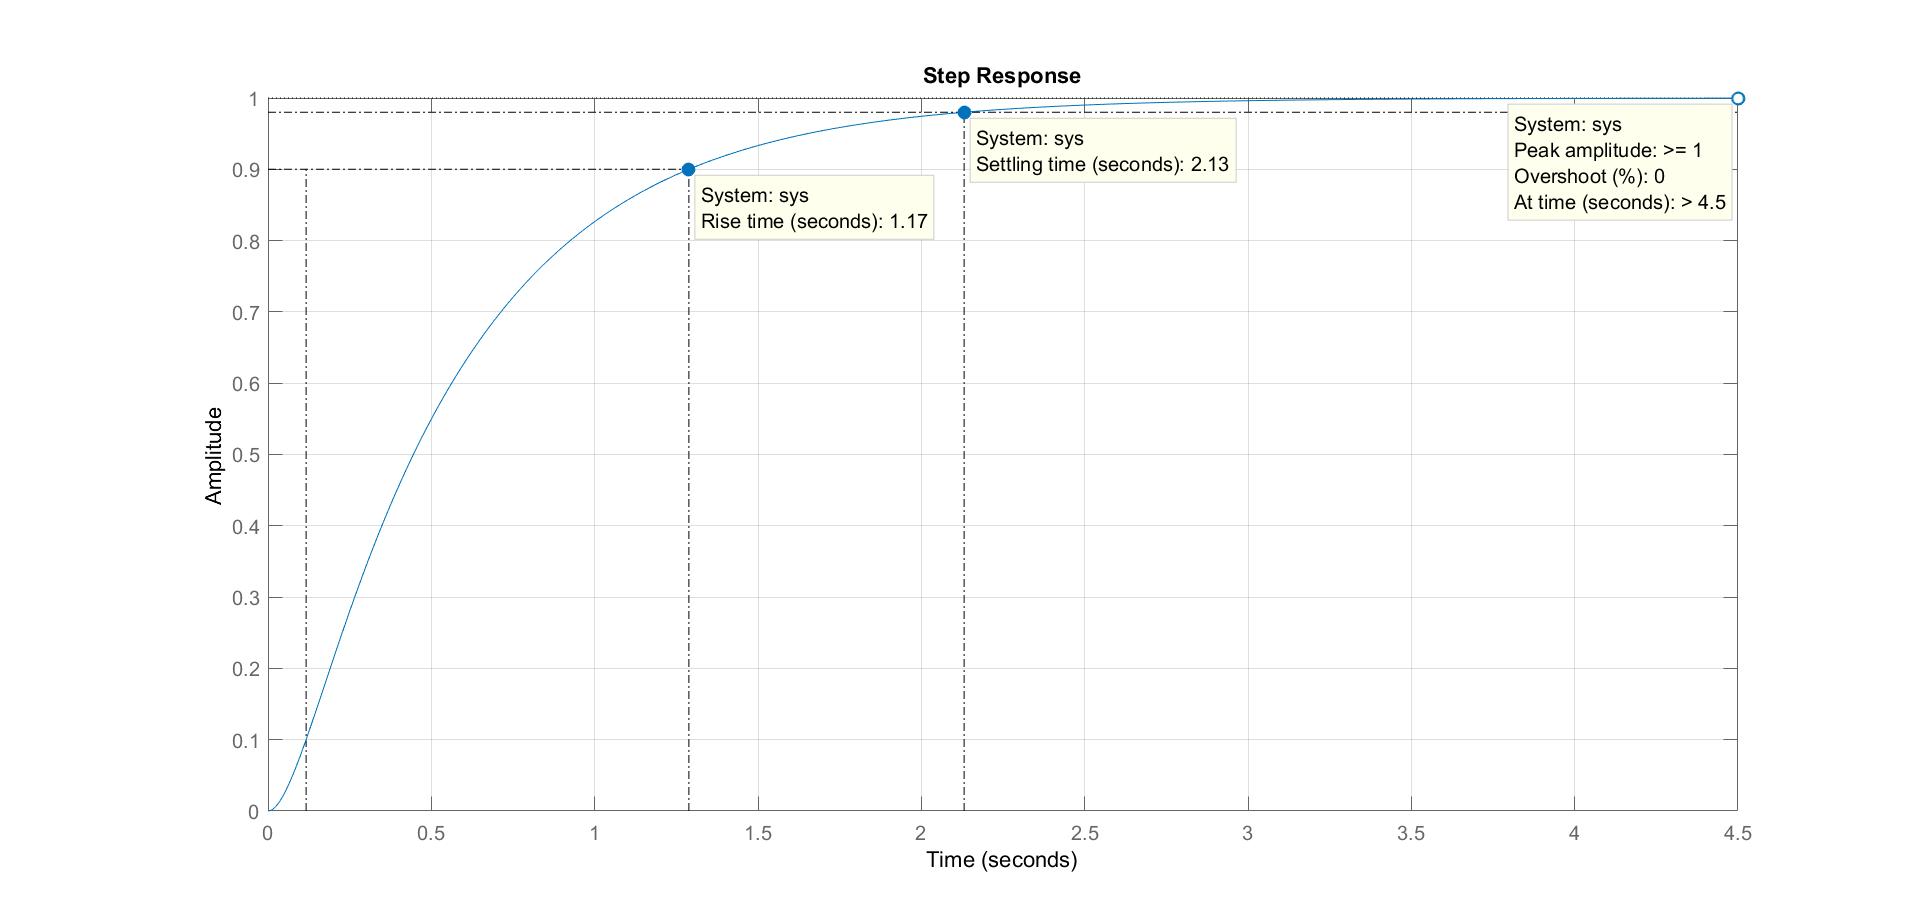 Step Response
1
0.9
0.8
0.7
0.6
0.5
0.4
0.3
0.2
0.1
0
Amplitude
System: sys
Rise time (seconds): 1.17
System: sys
Settling time (seconds): 2.13
System: sys
Peak amplitude: >= 1
Overshoot (%): 0
At time (seconds): > 4.5
0 0.5 1 1.5 2 2.5 3 3.5 4 4.5
Time (seconds)